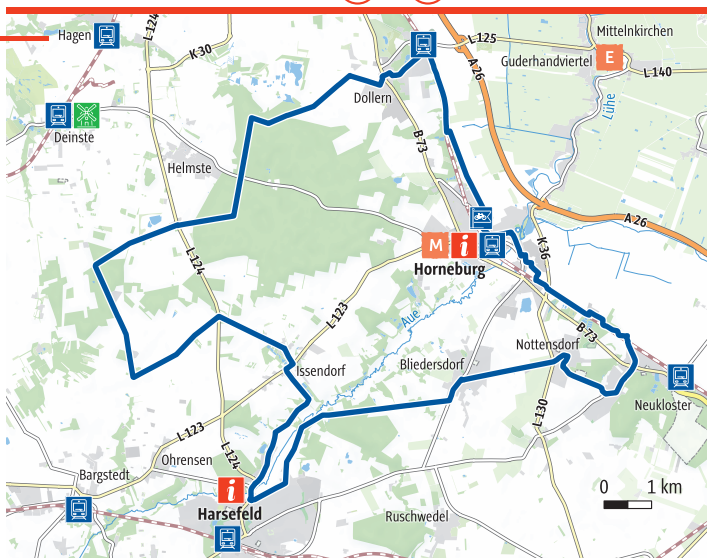 Hagen
L 124
K 30
L 125
Mittelnkirchen
Guderhandviertel
E
L 140
A 26
Lühe
Dollern
B 73
Deinste
Helmste
A 26
K 36
M i
Horneburg
L 124
L 123
Aue
B 73
Nottensdorf
Issendorf
Bliedersdorf
Neukloster
L 123
L 124
L 130
Ohrensen
Bargstedt
i
Harsefeld
Ruschwedel
0 1 km